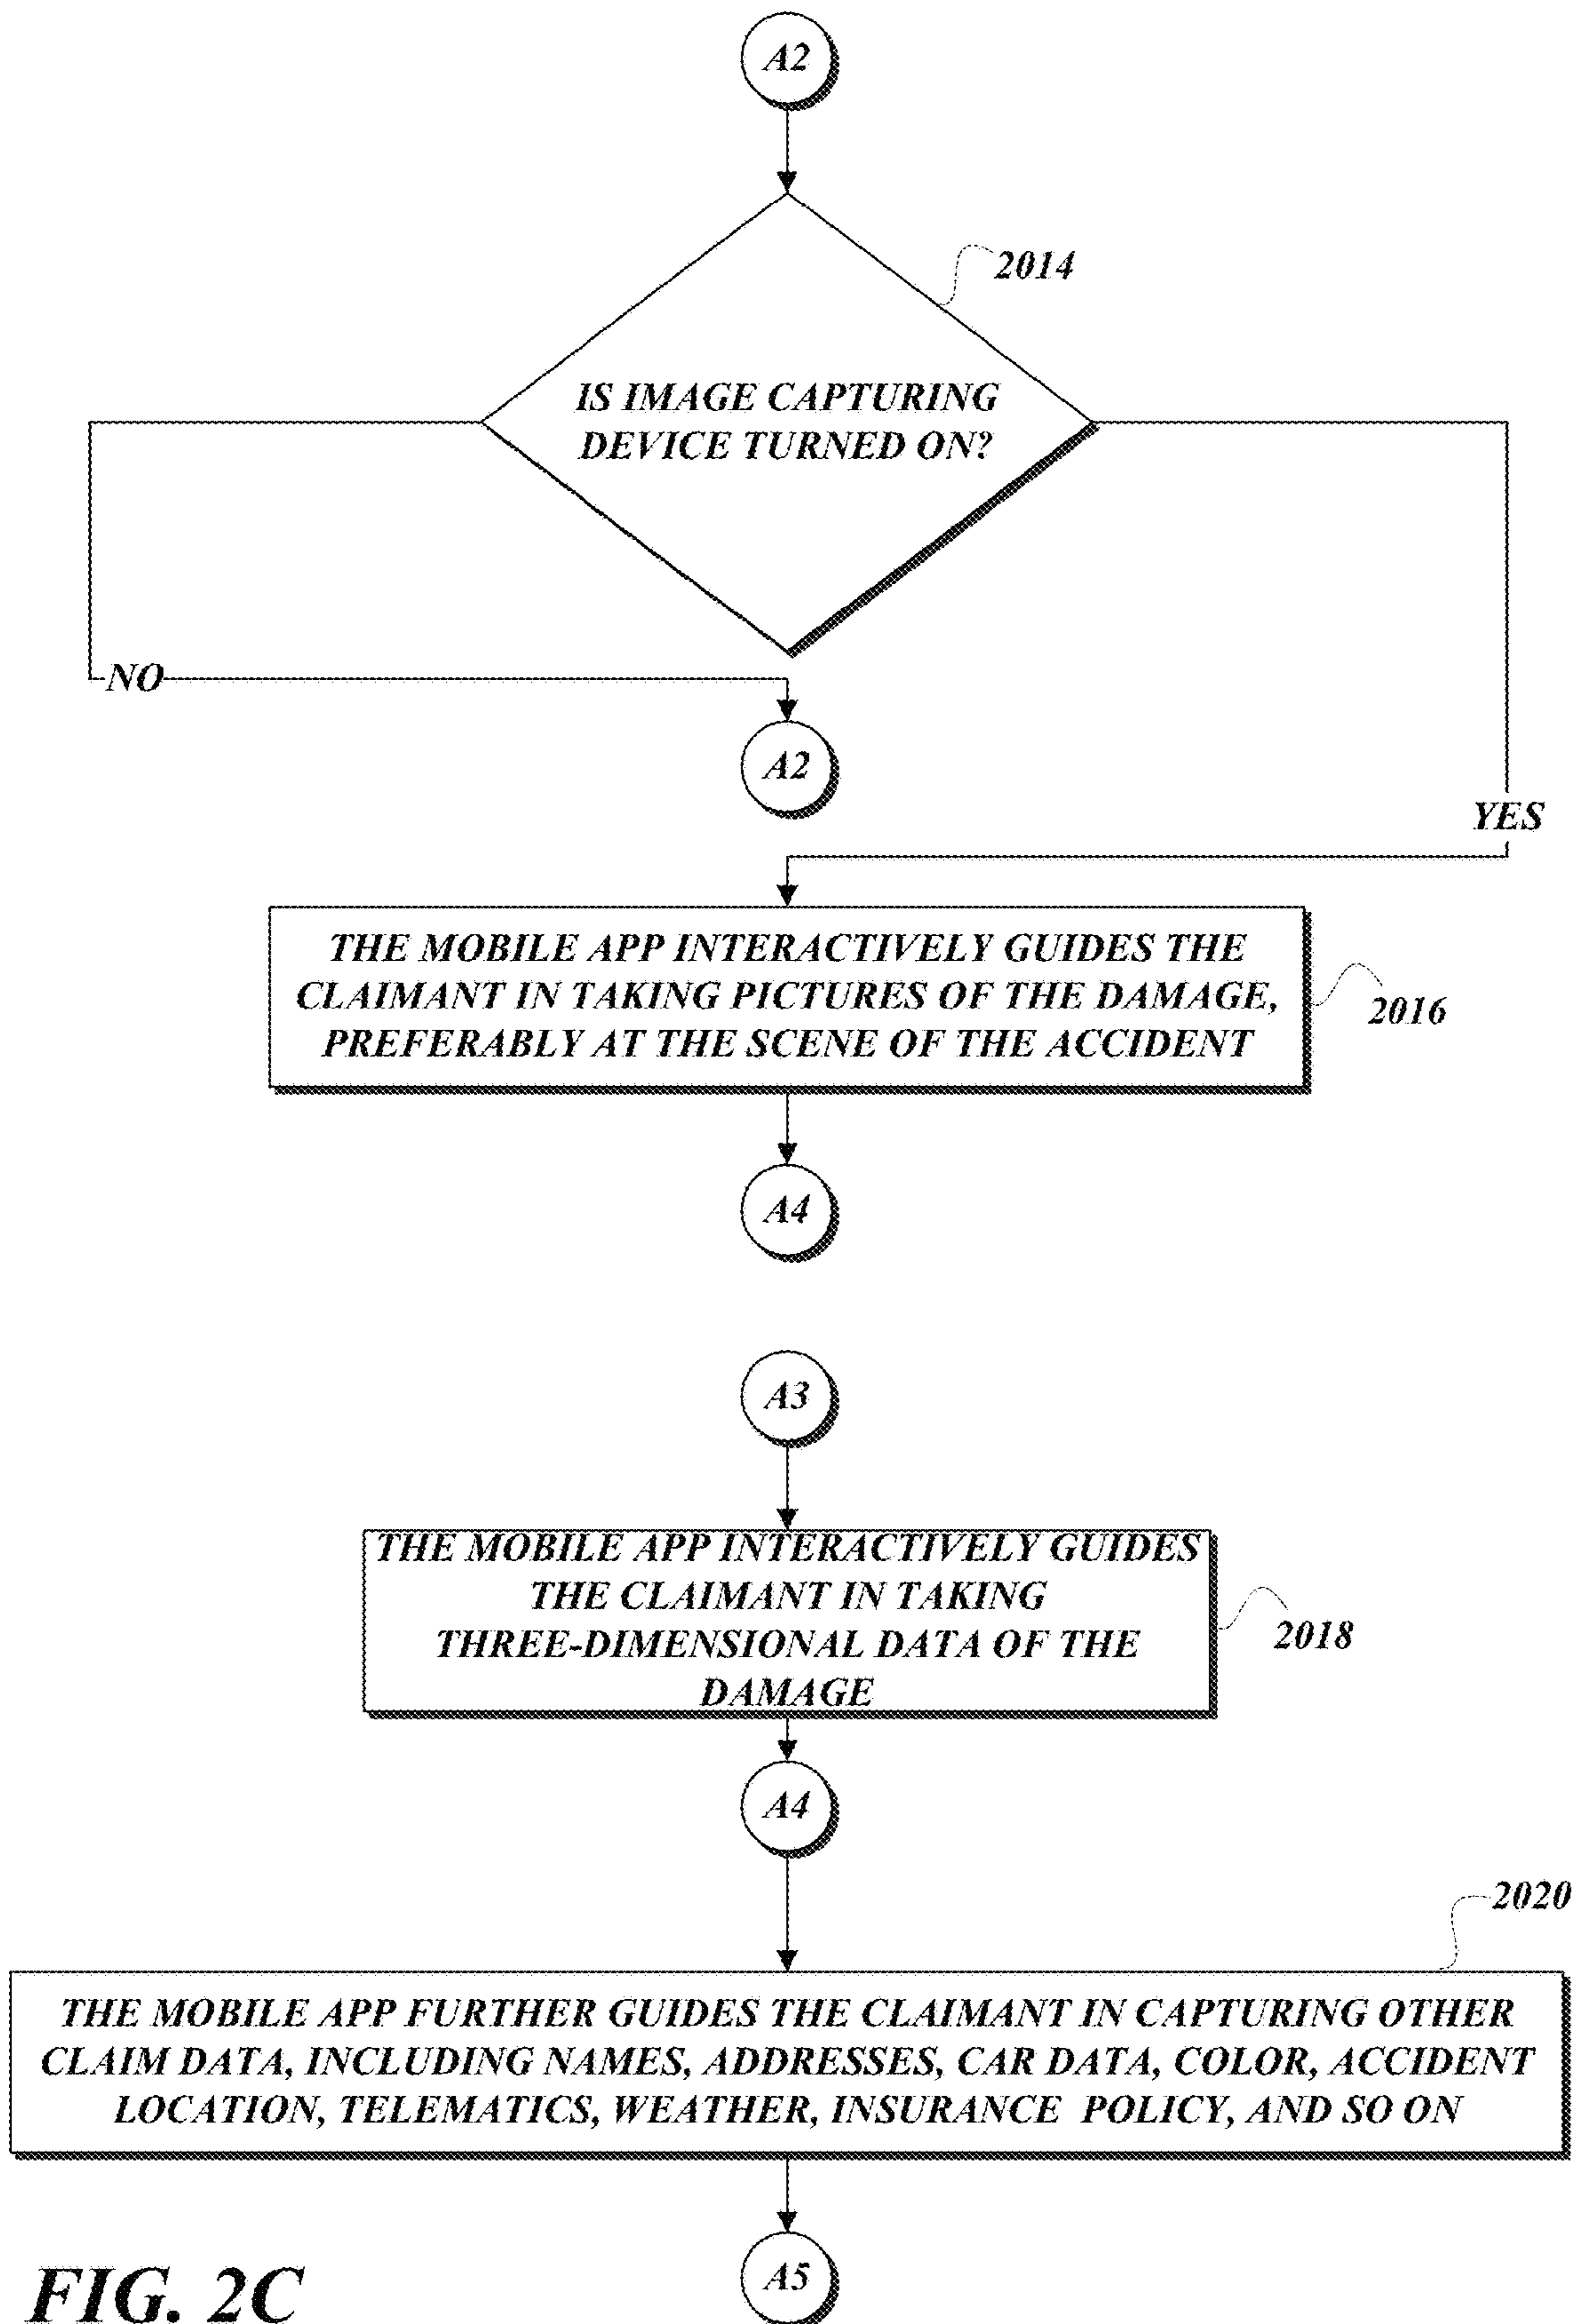 A2
2014
IS IMAGE CAPTURING
DEVICE TURNED ON?
NO
A2
YES
THE MOBILE APP INTERACTIVELY GUIDES THE
CLAIMANT IN TAKING PICTURES OF THE DAMAGE,
PREFERABLY AT THE SCENE OF THE ACCIDENT
2016
A4
A3
THE MOBILE APP INTERACTIVELY GUIDES
THE CLAIMANT IN TAKING
THREE-DIMENSIONAL DATA OF THE
DAMAGE
2018
A4
2020
THE MOBILE APP FURTHER GUIDES THE CLAIMANT IN CAPTURING OTHER
CLAIM DATA, INCLUDING NAMES, ADDRESSES, CAR DATA, COLOR, ACCIDENT
LOCATION, TELEMATICS, WEATHER, INSURANCE POLICY, AND SO ON
A5
FIG. 2C